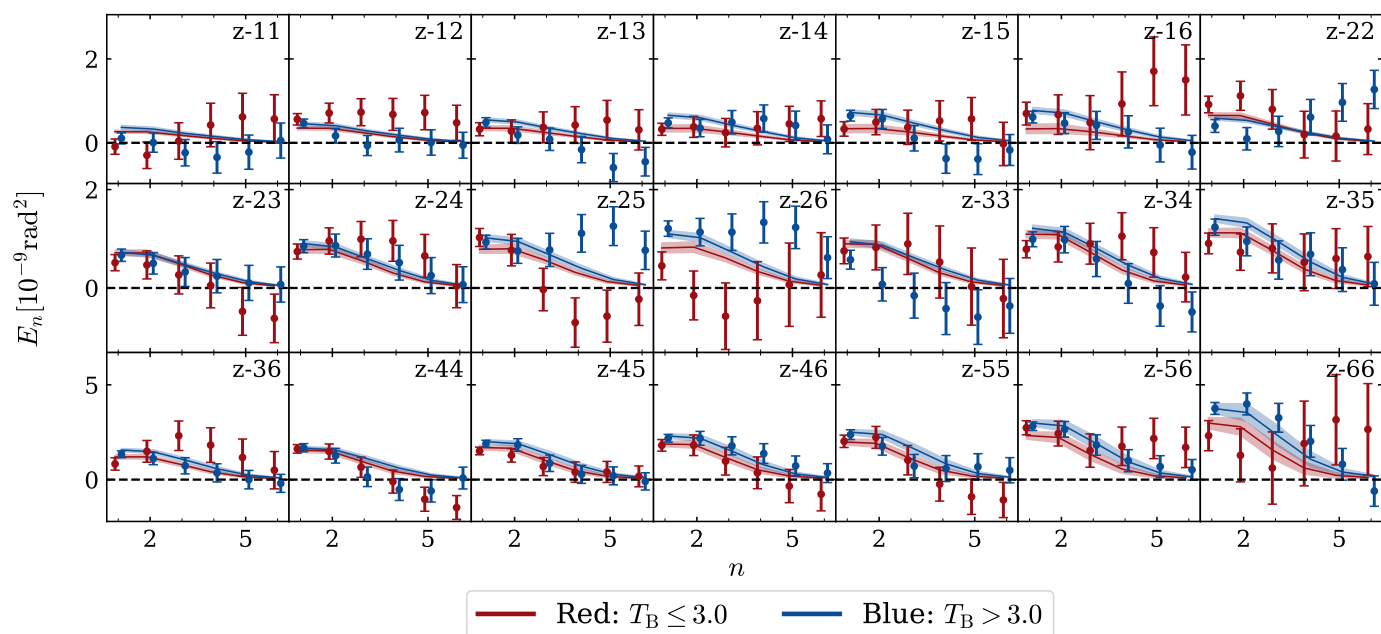 z-11 z-12 z-13 z-14 z-15 z-16 z-22
2
0
z-23 z-24 z-25 z-26 z-33 z-34 z-35
2
0
E_n [10^{-9} rad^2]
z-36 z-44 z-45 z-46 z-55 z-56 z-66
5
0
2 5 2 5 2 5 2 5 2 5 2 5 2 5
n
Red: T_B ≤ 3.0 Blue: T_B > 3.0